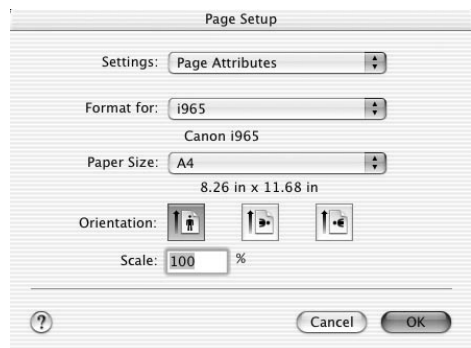 Page Setup
Settings: Page Attributes
Format for: i965
Canon i965
Paper Size: A4
8.26 in x 11.68 in
Orientation:
Scale: 100 %
? Cancel OK